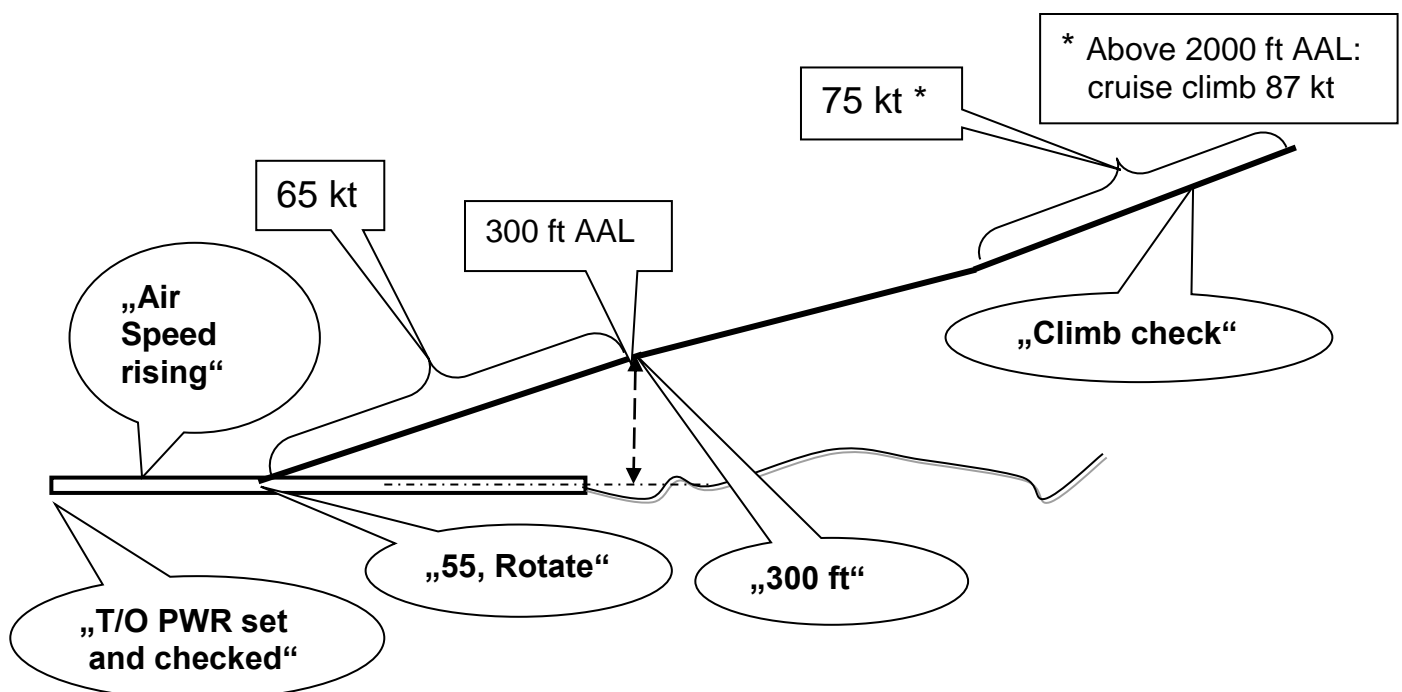 * Above 2000 ft AAL:
cruise climb 87 kt
75 kt *
65 kt
300 ft AAL
„Air
Speed
rising“
„Climb check“
„55, Rotate“
„300 ft“
„T/O PWR set
and checked“